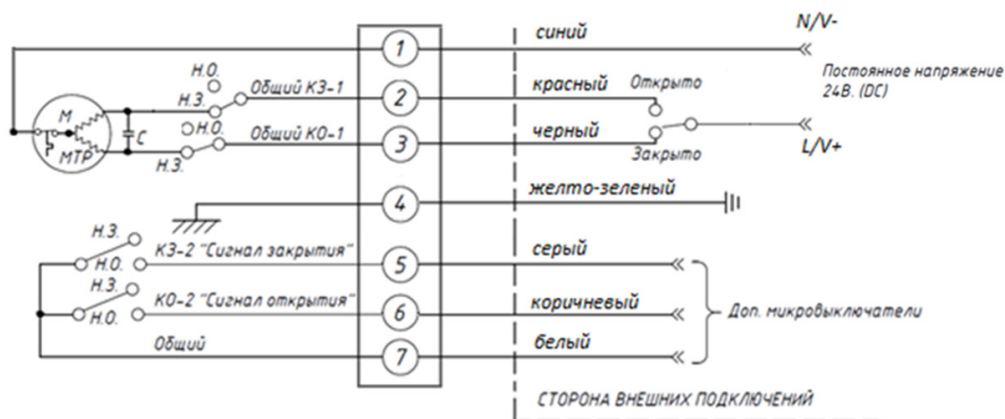 N/V-
синий
1
Постоянное напряжение
24В. (DC)
Н.О.
Н.З.
Общий КЗ-1
2
красный
Открыто
М
С
МТР
Н.О.
Н.З.
Общий КО-1
3
черный
Закрыто
L/V+
4
желто-зеленый
Н.З.
Н.О.
КЗ-2 "Сигнал закрытия"
5
серый
Н.З.
Н.О.
КО-2 "Сигнал открытия"
6
коричневый
Доп. микровыключатели
Общий
7
белый
СТОРОНА ВНЕШНИХ ПОДКЛЮЧЕНИЙ